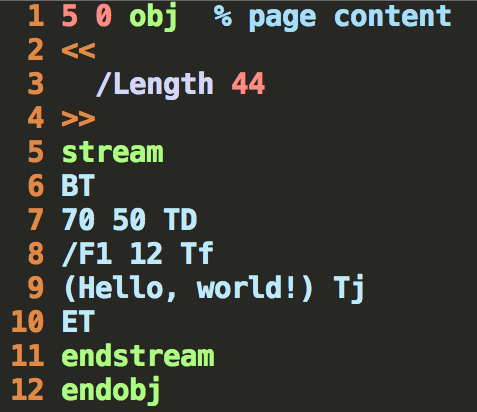 1 5 0 obj  % page content
2 <<
3   /Length 44
4 >>
5 stream
6 BT
7 70 50 TD
8 /F1 12 Tf
9 (Hello, world!) Tj
10 ET
11 endstream
12 endobj